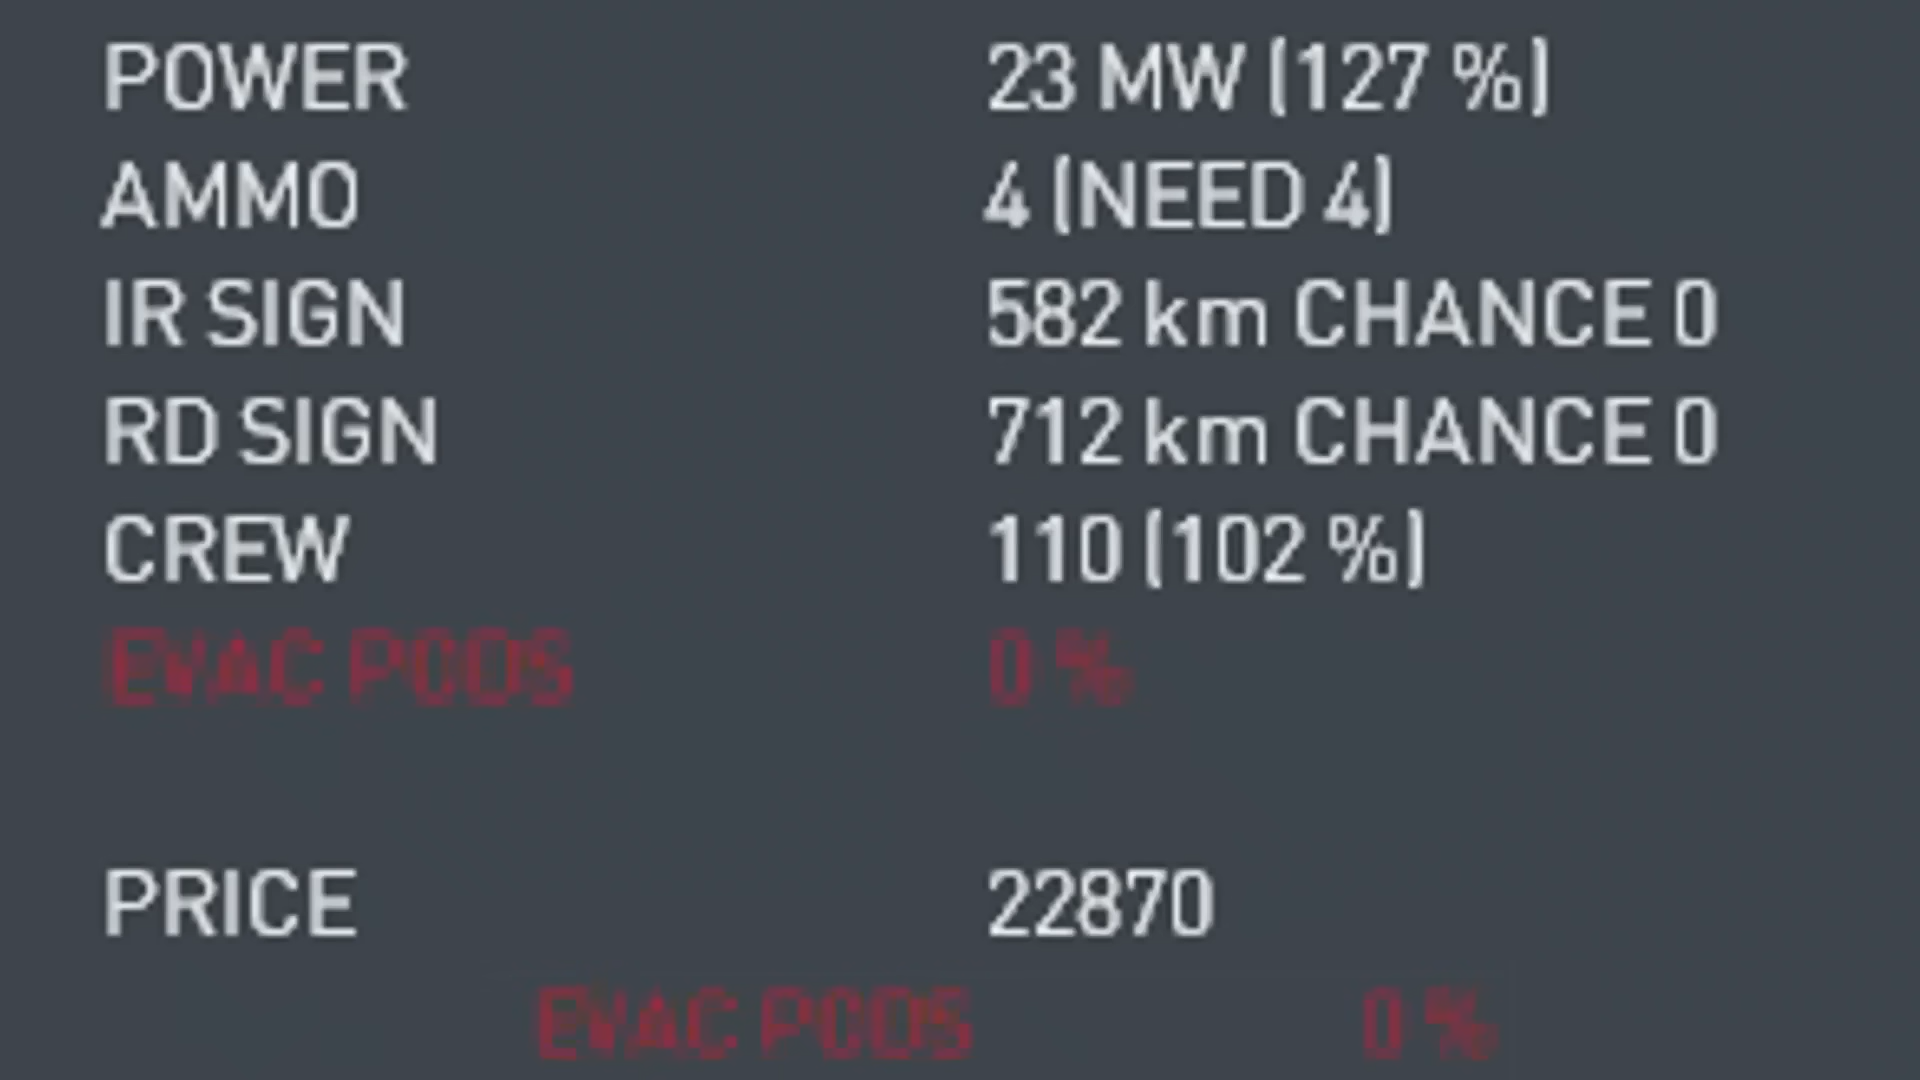 POWER 23 MW (127 %)
AMMO 4 (NEED 4)
IR SIGN 582 km CHANCE 0
RD SIGN 712 km CHANCE 0
CREW 110 (102 %)
EVAC PODS 0 %
PRICE 22870
EVAC PODS 0 %